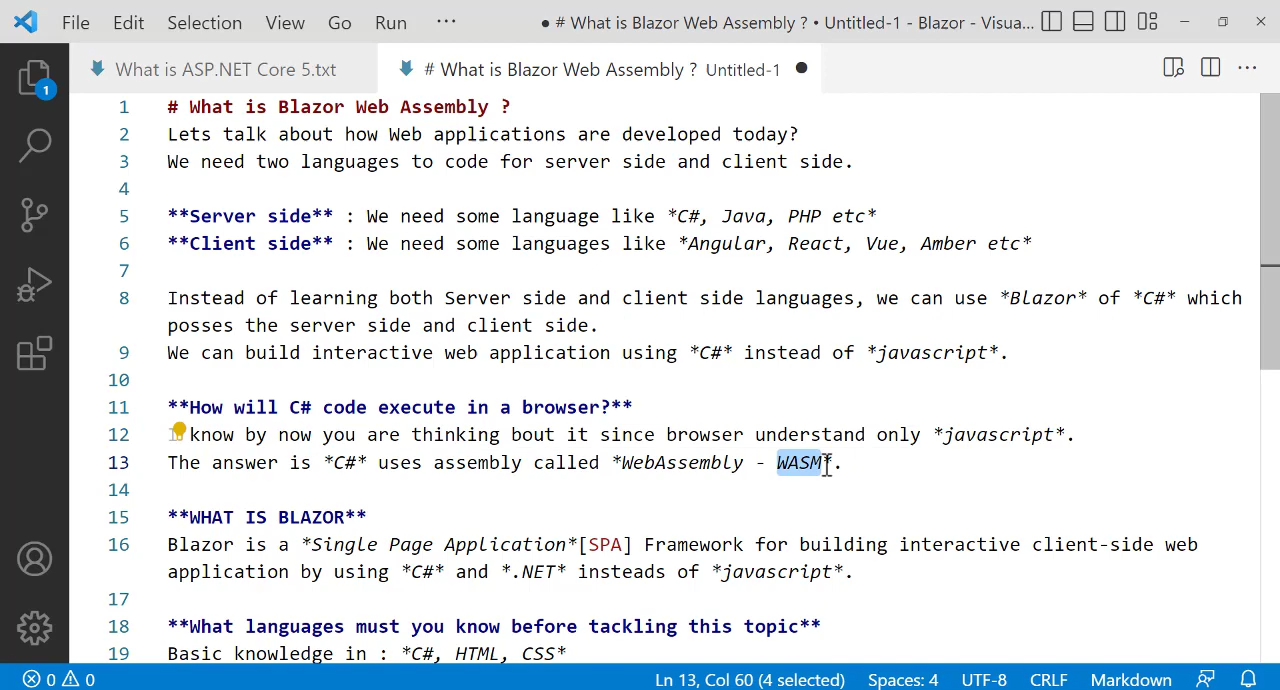 File Edit Selection View Go Run ··· ● # What is Blazor Web Assembly ? • Untitled-1 - Blazor - Visua...
What is ASP.NET Core 5.txt # What is Blazor Web Assembly ? Untitled-1 ●
1
1 # What is Blazor Web Assembly ?
2 Lets talk about how Web applications are developed today?
3 We need two languages to code for server side and client side.
4
5 **Server side** : We need some language like *C#, Java, PHP etc*
6 **Client side** : We need some languages like *Angular, React, Vue, Amber etc*
7
8 Instead of learning both Server side and client side languages, we can use *Blazor* of *C#* which
posses the server side and client side.
9 We can build interactive web application using *C#* instead of *javascript*.
10
11 **How will C# code execute in a browser?**
12 I know by now you are thinking bout it since browser understand only *javascript*.
13 The answer is *C#* uses assembly called *WebAssembly - WASM*.
14
15 **WHAT IS BLAZOR**
16 Blazor is a *Single Page Application*[SPA] Framework for building interactive client-side web
application by using *C#* and *.NET* insteads of *javascript*.
17
18 **What languages must you know before tackling this topic**
19 Basic knowledge in : *C#, HTML, CSS*
0 0 Ln 13, Col 60 (4 selected) Spaces: 4 UTF-8 CRLF Markdown